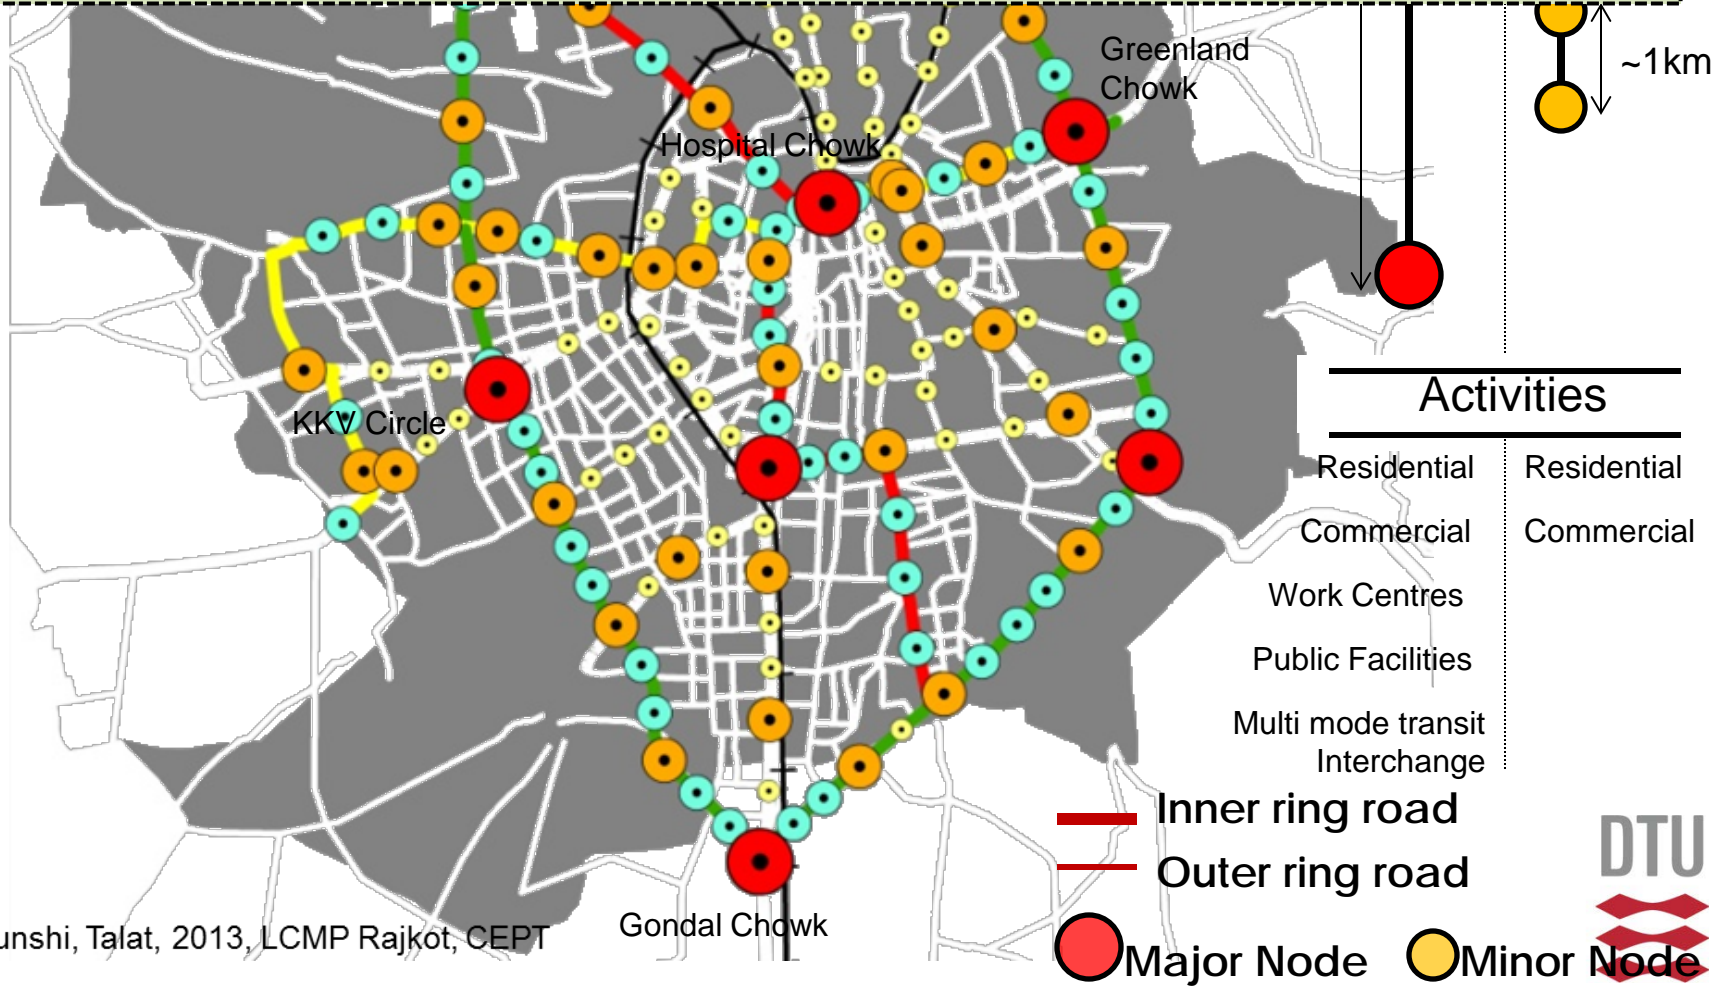 Greenland
Chowk
~1km
Hospital Chowk
Activities
KKV Circle
Residential Residential
Commercial Commercial
Work Centres
Public Facilities
Multi mode transit
Interchange
Inner ring road
Outer ring road
DTU
Gondal Chowk
unshi, Talat, 2013, LCMP Rajkot, CEPT
Major Node Minor Node